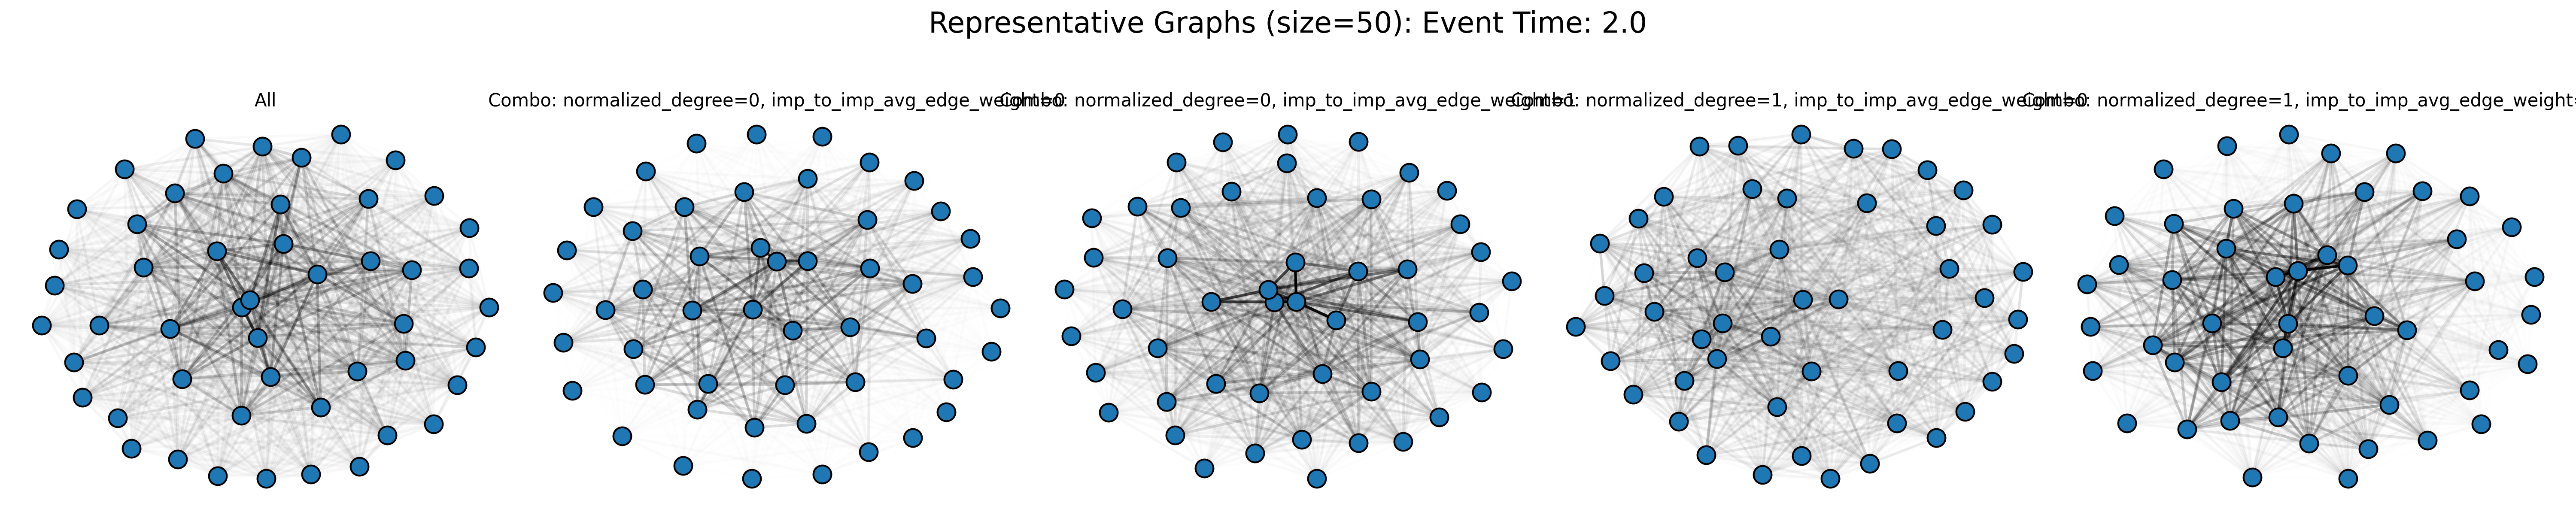 Representative Graphs (size=50): Event Time: 2.0
All
Combo: normalized_degree=0, imp_to_imp_avg_edge_weight=0
Combo: normalized_degree=0, imp_to_imp_avg_edge_weight=1
Combo: normalized_degree=1, imp_to_imp_avg_edge_weight=0
Combo: normalized_degree=1, imp_to_imp_avg_edge_weight=